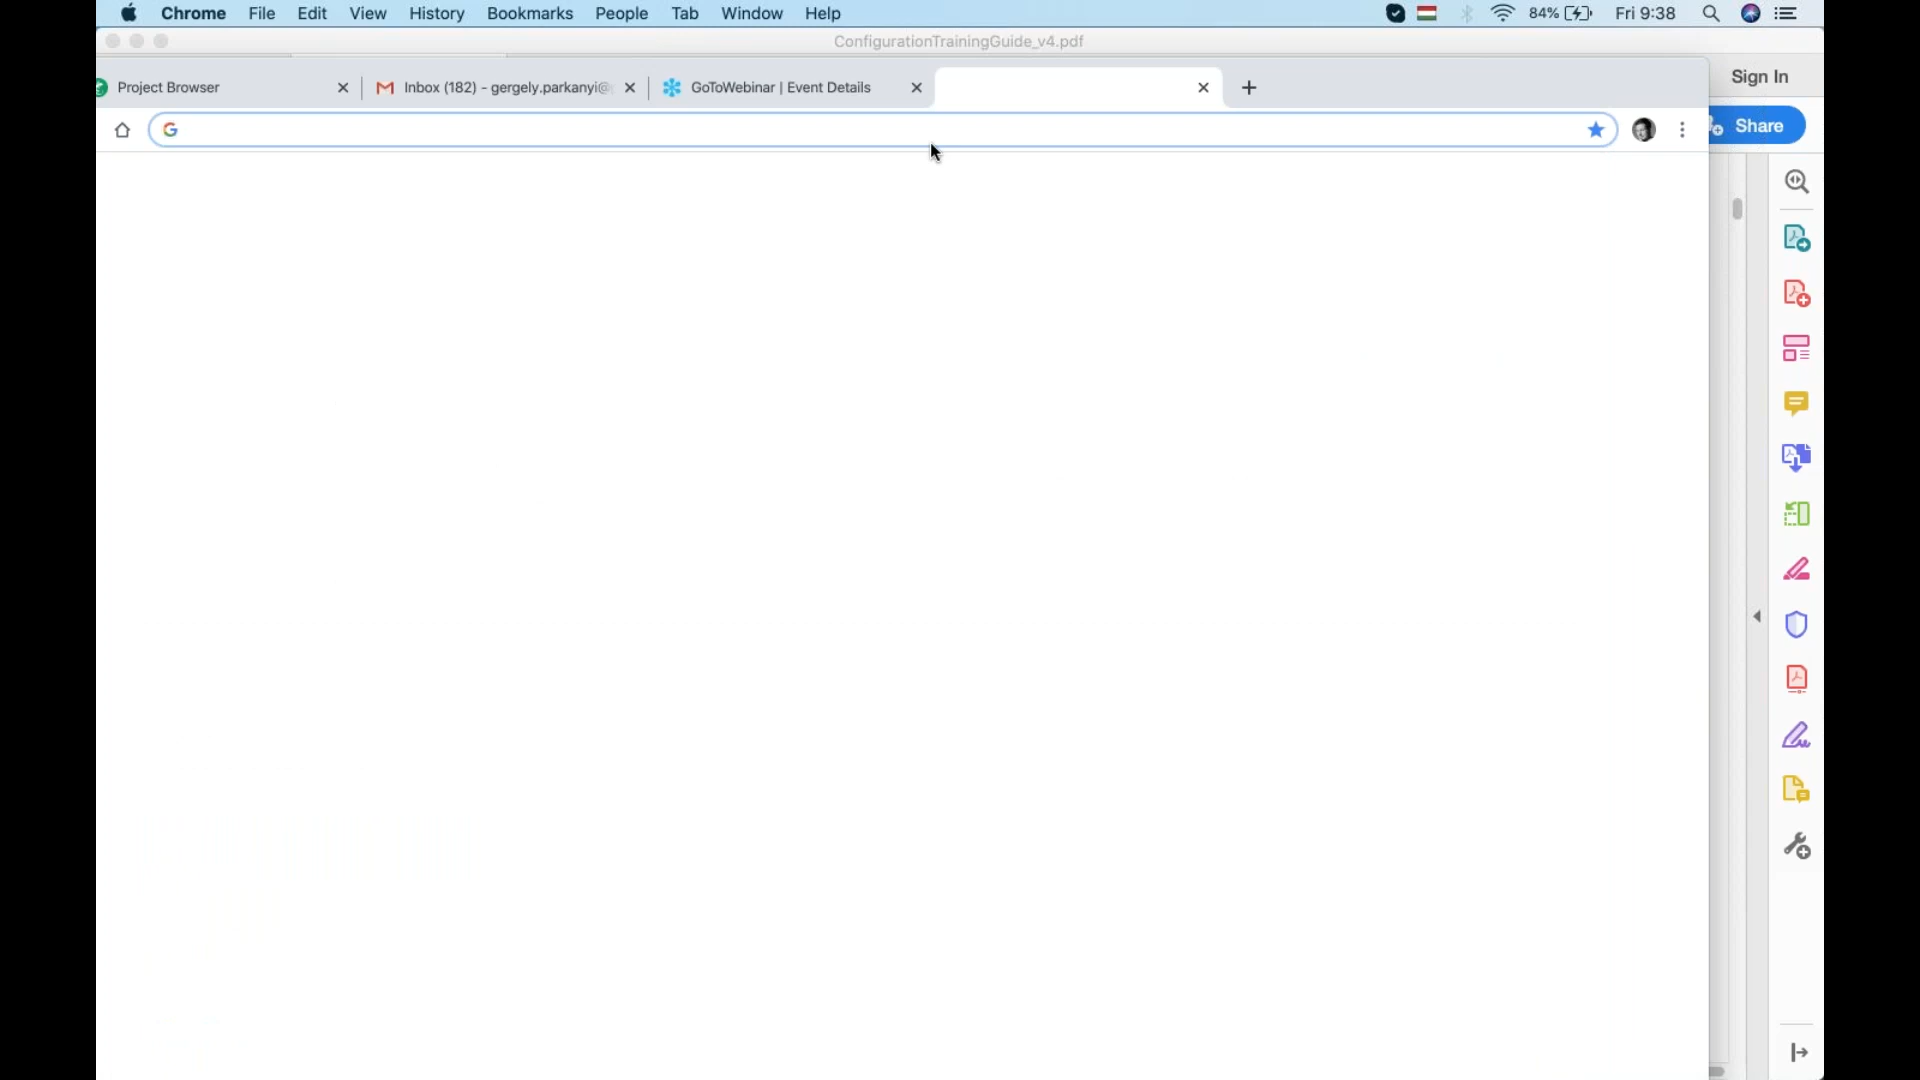 Chrome File Edit View History Bookmarks People Tab Window Help 84% Fri 9:38
ConfigurationTrainingGuide_v4.pdf
Project Browser Inbox (182) - gergely.parkanyi@ GoToWebinar | Event Details
Sign In
Share